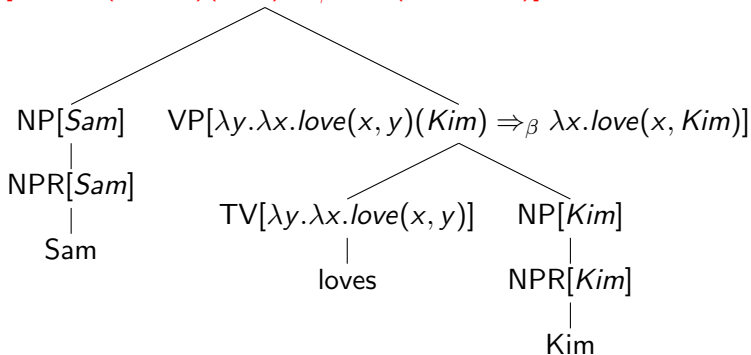 NP[Sam] VP[λy.λx.love(x, y)(Kim) ⇒β λx.love(x, Kim)]
NPR[Sam]
TV[λy.λx.love(x, y)] NP[Kim]
Sam
loves NPR[Kim]
Kim